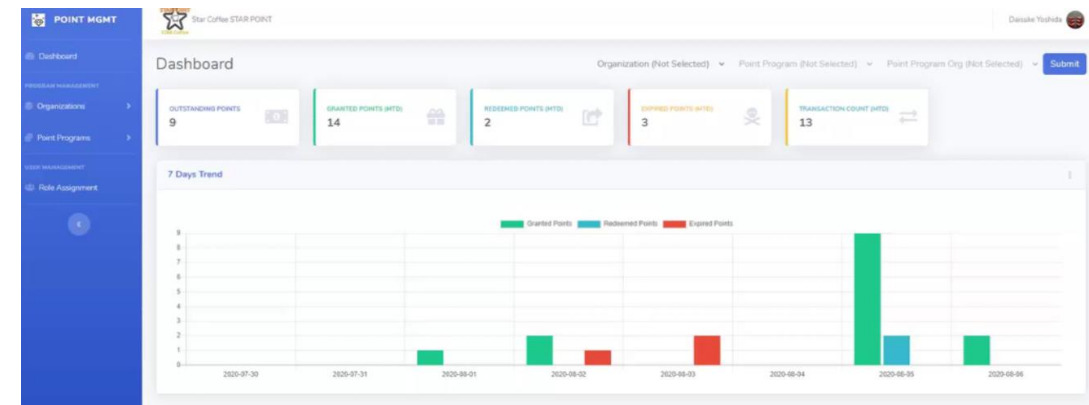 POINT MGMT
Star Coffee STAR POINT
Daisuke Yoshida
Dashboard
PROGRAM MANAGEMENT
Organizations
Point Programs
USER MANAGEMENT
Role Assignment
Dashboard
Organization (Not Selected)
Point Program (Not Selected)
Point Program Org (Not Selected)
Submit
OUTSTANDING POINTS
9
GRANTED POINTS (MTD)
14
REDEEMED POINTS (MTD)
2
EXPIRED POINTS (MTD)
3
TRANSACTION COUNT (MTD)
13
7 Days Trend
Granted Points
Redeemed Points
Expired Points
9
8
7
6
5
4
3
2
1
0
2020-07-30
2020-07-31
2020-08-01
2020-08-02
2020-08-03
2020-08-04
2020-08-05
2020-08-06